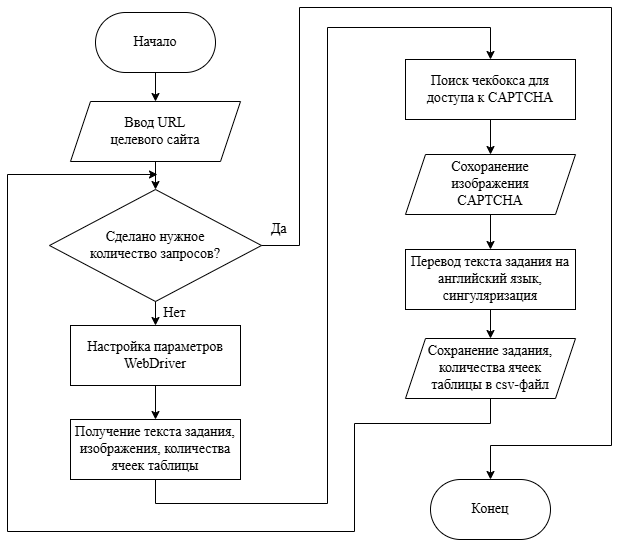 Начало
Ввод URL
целевого сайта
Сделано нужное
количество запросов?
Да
Нет
Настройка параметров
WebDriver
Получение текста задания,
изображения, количества
ячеек таблицы
Поиск чекбокса для
доступа к CAPTCHA
Сохоранение
изображения
CAPTCHA
Перевод текста задания на
английский язык,
сингуляризация
Сохранение задания,
количества ячеек
таблицы в csv-файл
Конец